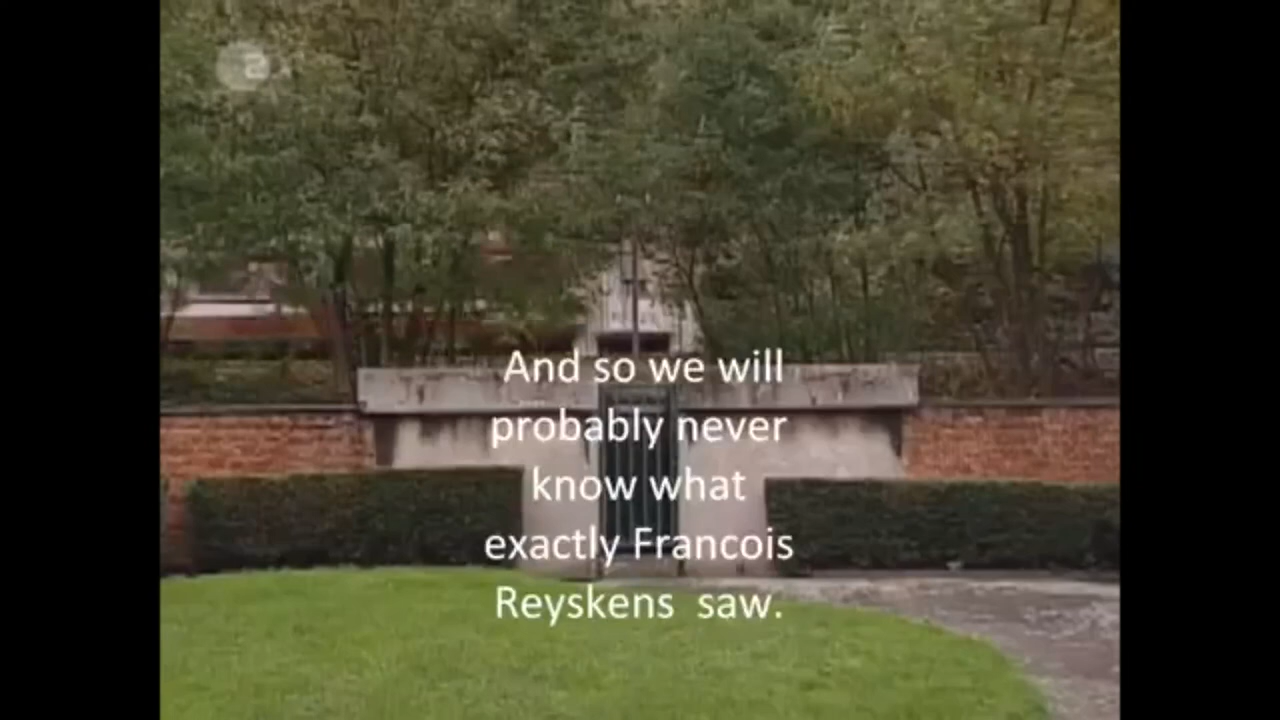 And so we will
probably never
know what
exactly Francois
Reyskens  saw.